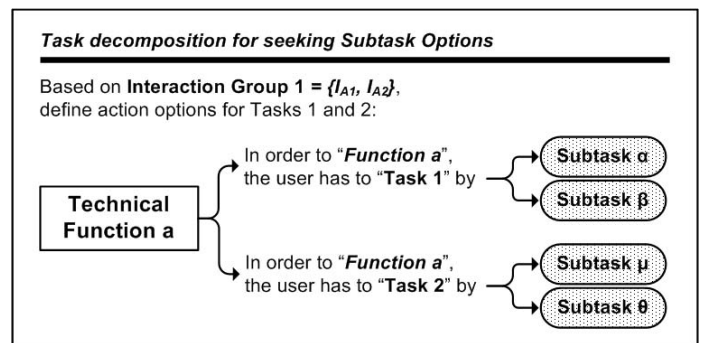 Task decomposition for seeking Subtask Options
Based on Interaction Group 1 = {I_A1, I_A2},
define action options for Tasks 1 and 2:
Technical
Function a
In order to “Function a”,
the user has to “Task 1” by
Subtask α
Subtask β
In order to “Function a”,
the user has to “Task 2” by
Subtask μ
Subtask θ